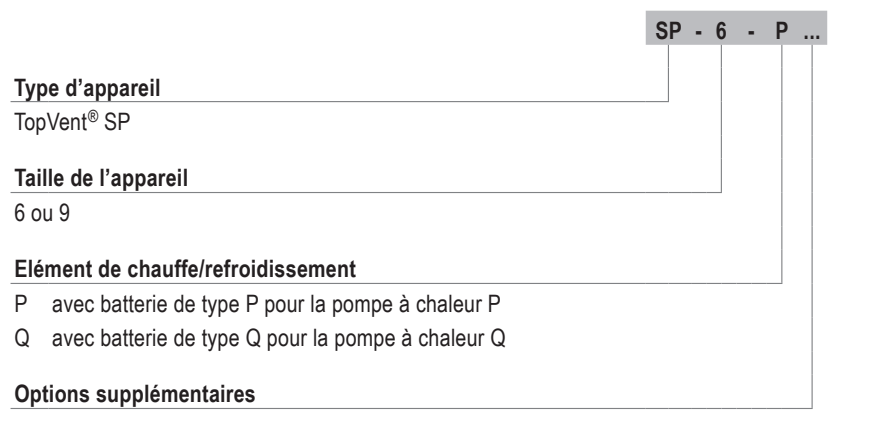 SP - 6 - P ...
Type d'appareil
TopVent® SP
Taille de l'appareil
6 ou 9
Elément de chauffe/refroidissement
P avec batterie de type P pour la pompe à chaleur P
Q avec batterie de type Q pour la pompe à chaleur Q
Options supplémentaires